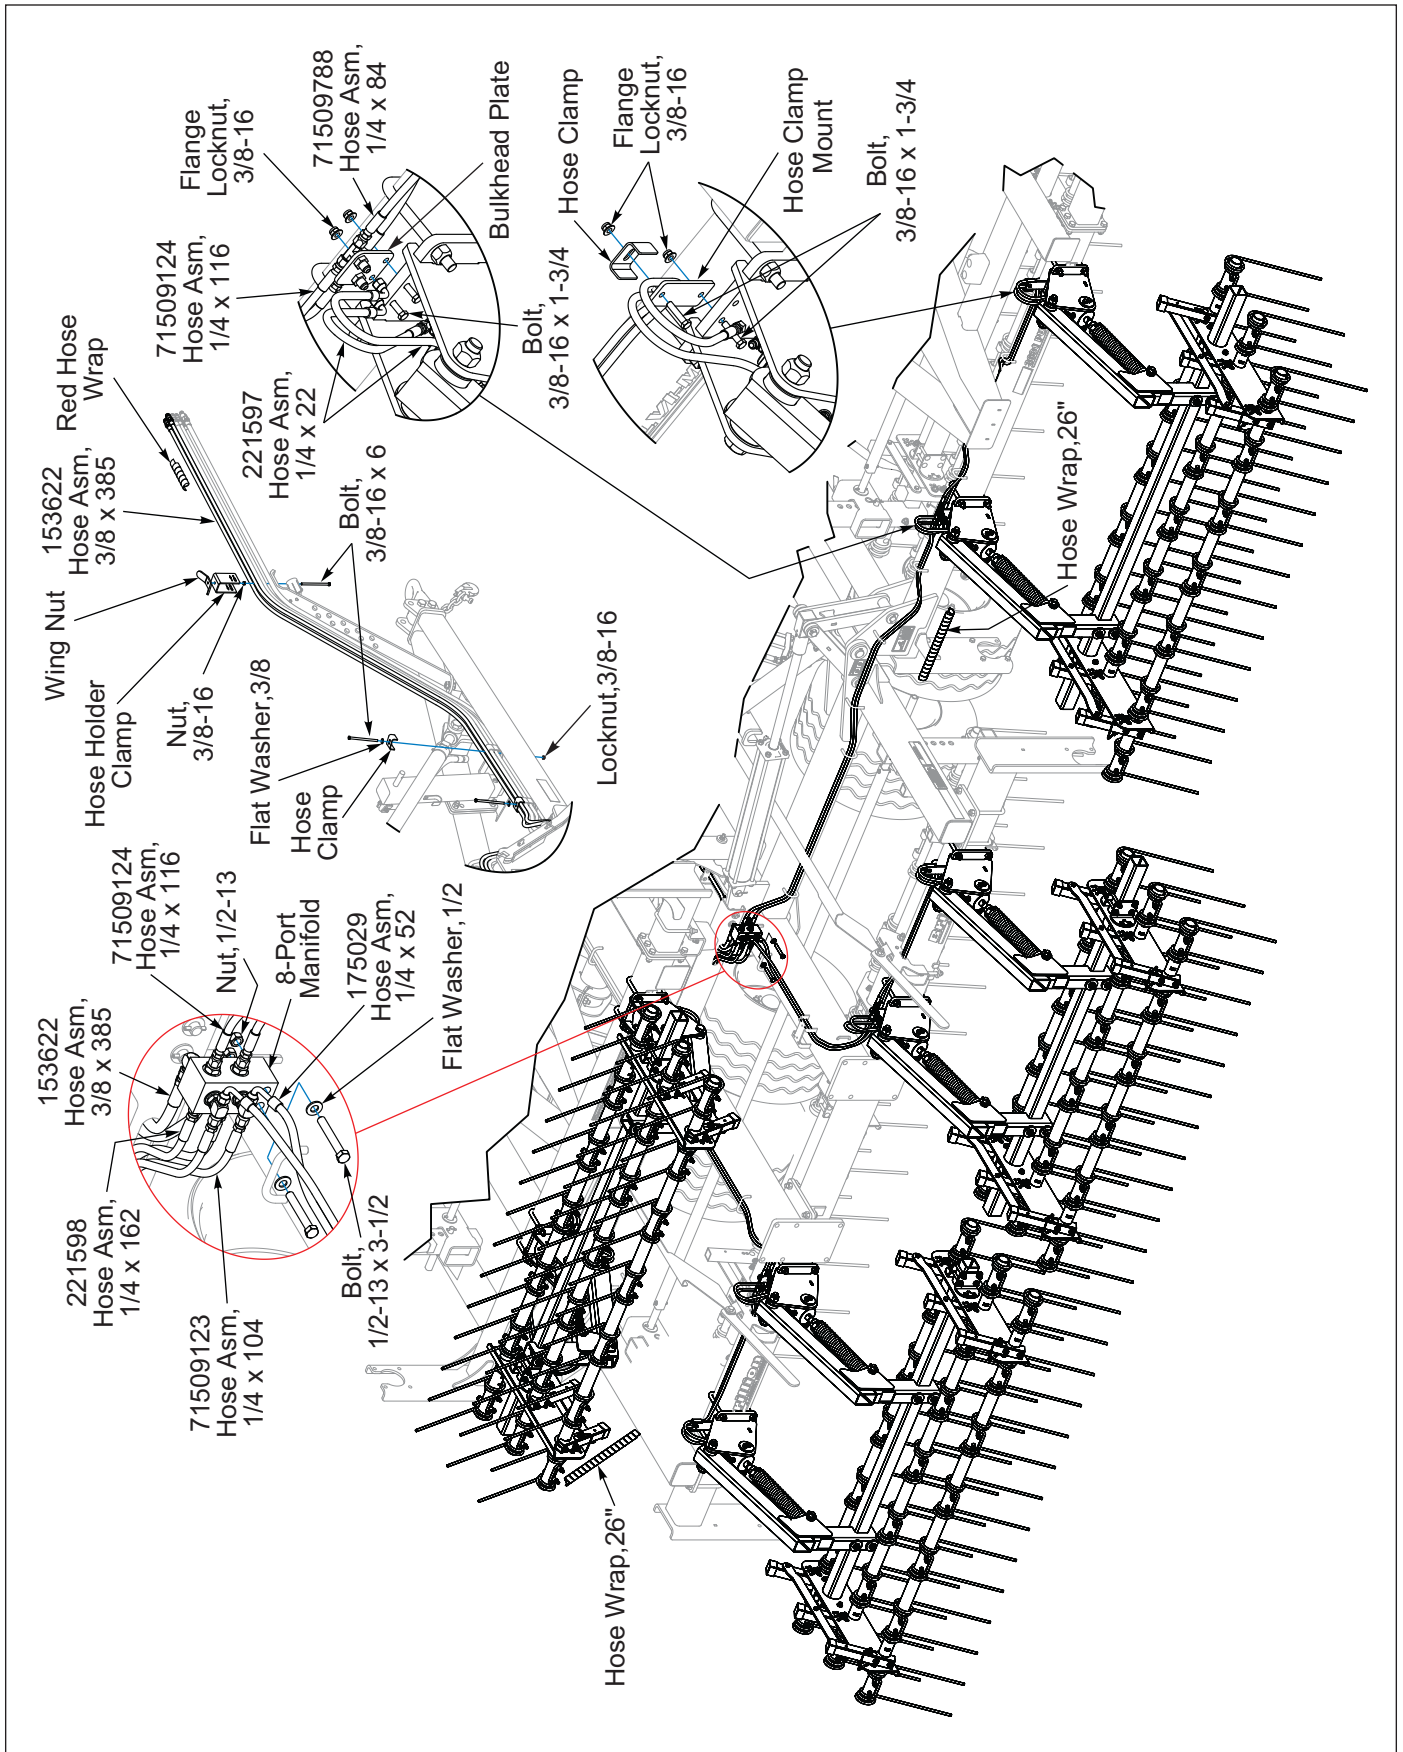 Wing Nut
153622
Hose Asm,
3/8 x 385
Red Hose
Wrap
71509124
Hose Asm,
1/4 x 116
Flange
Locknut,
3/8-16
71509788
Hose Asm,
1/4 x 84
Hose Holder
Clamp
Nut,
3/8-16
Flat Washer,3/8
Hose
Clamp
221597
Hose Asm,
1/4 x 22
Bolt,
3/8-16 x 6
Bulkhead Plate
Bolt,
3/8-16 x 1-3/4
Hose Clamp
Flange
Locknut,
3/8-16
Hose Clamp
Mount
Bolt,
3/8-16 x 1-3/4
Locknut,3/8-16
221598
Hose Asm,
1/4 x 162
153622
Hose Asm,
3/8 x 385
71509124
Hose Asm,
1/4 x 116
Nut,1/2-13
8-Port
Manifold
175029
Hose Asm,
1/4 x 52
Flat Washer,1/2
71509123
Hose Asm,
1/4 x 104
Bolt,
1/2-13 x 3-1/2
Hose Wrap,26"
Hose Wrap,26"